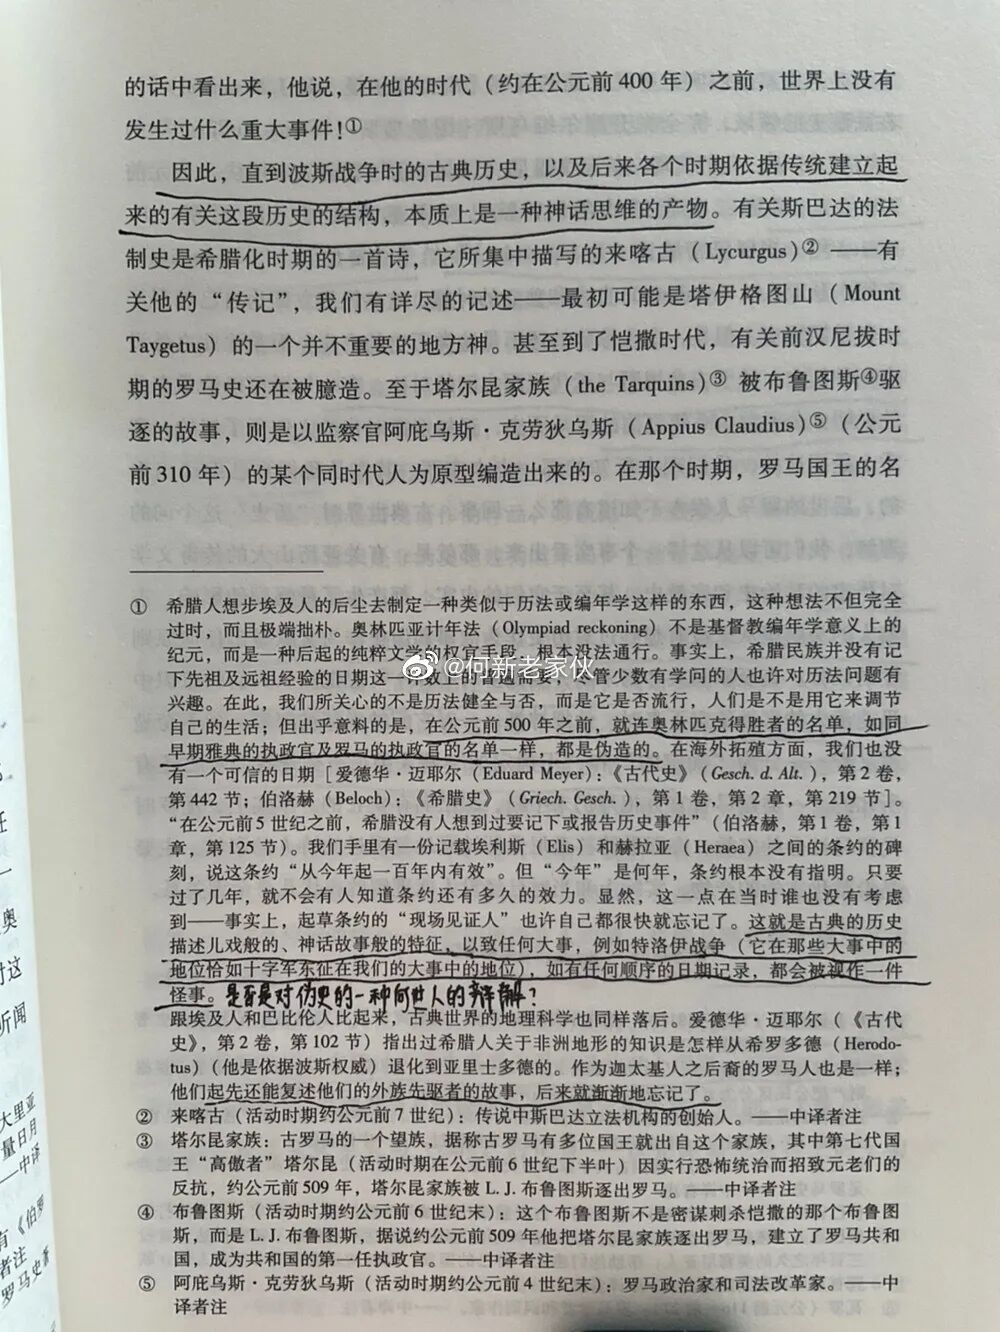 的话中看出来，他说，在他的时代（约在公元前400年）之前，世界上没有
发生过什么重大事件！①
因此，直到波斯战争时的古典历史，以及后来各个时期依据传统建立起
来的有关这段历史的结构，本质上是一种神话思维的产物。有关斯巴达的法
制史是希腊化时期的一首诗，它所集中描写的来喀古（Lycurgus）②——有
关他的“传记”，我们有详尽的记述——最初可能是塔伊格图山（Mount
Taygetus）的一个并不重要的地方神。甚至到了恺撒时代，有关前汉尼拔时
期的罗马史还在被臆造。至于塔尔昆家族（the Tarquins）③被布鲁图斯④驱
逐的故事，则是以监察官阿庇乌斯·克劳狄乌斯（Appius Claudius）⑤（公元
前310年）的某个同时代人为原型编造出来的。在那个时期，罗马国王的名
① 希腊人想步埃及人的后尘去制定一种类似于历法或编年学这样的东西，这种想法不但完全
过时，而且极端拙朴。奥林匹亚计年法（Olympiad reckoning）不是基督教编年学意义上的
纪元，而是一种后起的纯粹文学的权宜手段，根本没法通行。事实上，希腊民族并没有记
下先祖及远祖经验的日期这一计数上的普遍需要，尽管少数有学问的人也许对历法问题有
兴趣。在此，我们所关心的不是历法健全与否，而是它是否流行，人们是不是用它来调节
自己的生活；但出乎意料的是，在公元前500年之前，就连奥林匹克得胜者的名单，如同
早期雅典的执政官及罗马的执政官的名单一样，都是伪造的。在海外拓殖方面，我们也没
有一个可信的日期［爱德华·迈耶尔（Eduard Meyer）：《古代史》（Gesch. d. Alt.），第2卷，
第442节；伯洛赫（Beloch）：《希腊史》（Griech. Gesch.），第1卷，第2章，第219节］。
“在公元前5世纪之前，希腊没有人想到过要记下或报告历史事件”（伯洛赫，第1卷，第1
章，第125节）。我们手里有一份记载埃利斯（Elis）和赫拉亚（Heraea）之间的条约的碑
刻，说这条约“从今年起一百年内有效”。但“今年”是何年，条约根本没有指明。只要
过了几年，就不会有人知道条约还有多久的效力。显然，这一点在当时谁也没有考虑
到——事实上，起草条约的“现场见证人”也许自己都很快就忘记了。这就是古典的历史
描述儿戏般的、神话故事般的特征，以致任何大事，例如特洛伊战争（它在那些大事中的
地位恰如十字军东征在我们的大事中的地位），如有任何顺序的日期记录，都会被视作一件
怪事。是否是对伪史的一种何世人的辩解？
跟埃及人和巴比伦人比起来，古典世界的地理科学也同样落后。爱德华·迈耶尔（《古代
史》，第2卷，第102节）指出过希腊人关于非洲地形的知识是怎样从希罗多德（Herodo-
tus）（他是依据波斯权威）退化到亚里士多德的。作为迦太基人之后裔的罗马人也是一样；
他们起先还能复述他们的外族先驱者的故事，后来就渐渐地忘记了。
② 来喀古（活动时期约公元前7世纪）：传说中斯巴达立法机构的创始人。——中译者注
③ 塔尔昆家族：古罗马的一个望族，据称古罗马有多位国王就出自这个家族，其中第七代国
王“高傲者”塔尔昆（活动时期在公元前6世纪下半叶）因实行恐怖统治而招致元老们的
反抗，约公元前509年，塔尔昆家族被L. J. 布鲁图斯逐出罗马。——中译者注
④ 布鲁图斯（活动时期约公元前6世纪末）：这个布鲁图斯不是密谋刺杀恺撒的那个布鲁图
斯，而是L. J. 布鲁图斯，据说约公元前509年他把塔尔昆家族逐出罗马，建立了罗马共和
国，成为共和国的第一任执政官。——中译者注
⑤ 阿庇乌斯·克劳狄乌斯（活动时期约公元前4世纪末）：罗马政治家和司法改革家。——中
译者注
@何新老家伙
任
奥
对这
听闻
大里亚
量日月
—中译
有《伯罗
者注
罗马史著